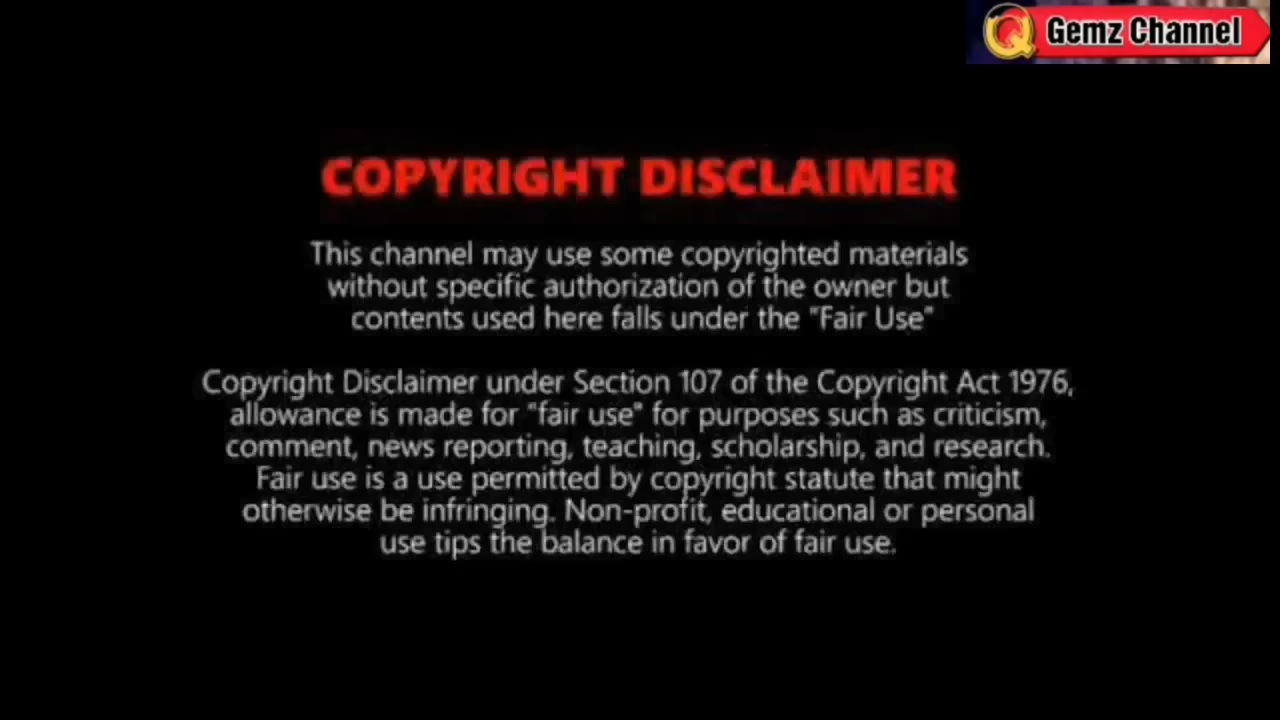 Gemz Channel
COPYRIGHT DISCLAIMER
This channel may use some copyrighted materials
without specific authorization of the owner but
contents used here falls under the "Fair Use"
Copyright Disclaimer under Section 107 of the Copyright Act 1976,
allowance is made for "fair use" for purposes such as criticism,
comment, news reporting, teaching, scholarship, and research.
Fair use is a use permitted by copyright statute that might
otherwise be infringing. Non-profit, educational or personal
use tips the balance in favor of fair use.